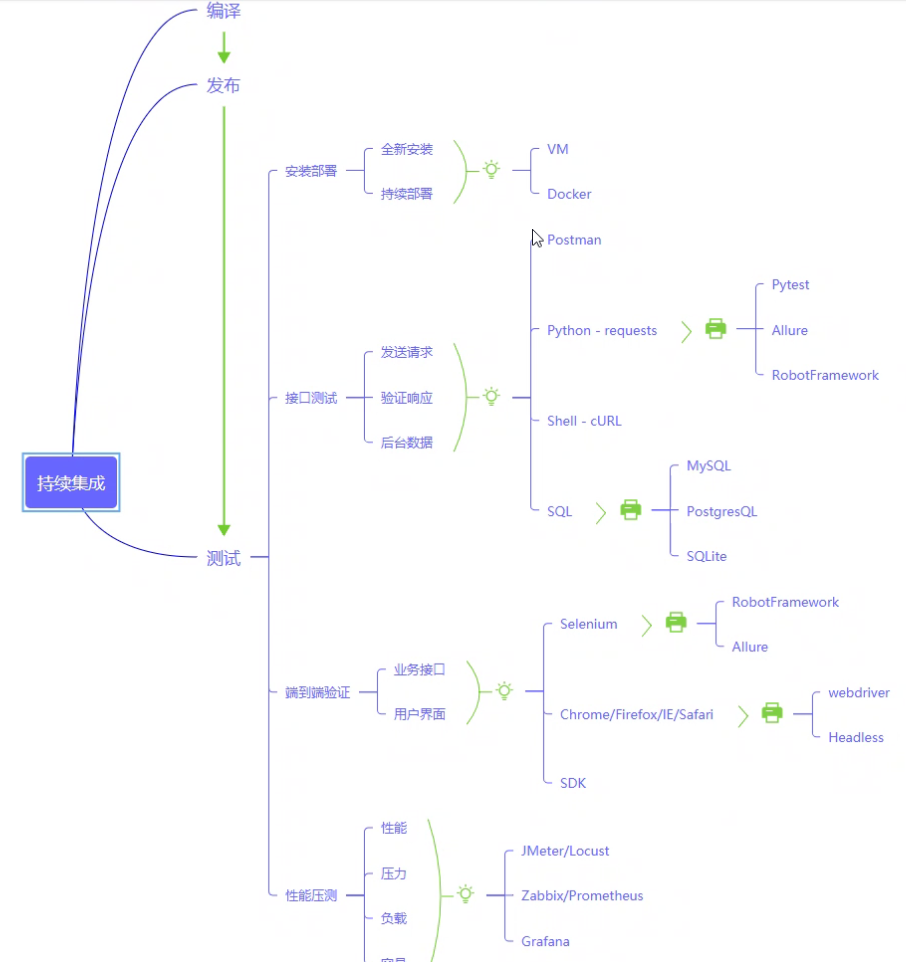 编译
发布
持续集成
测试
安装部署
全新安装
持续部署
VM
Docker
接口测试
发送请求
验证响应
后台数据
Postman
Python - requests
Pytest
Allure
RobotFramework
Shell - cURL
SQL
MySQL
PostgresQL
SQLite
端到端验证
业务接口
用户界面
Selenium
RobotFramework
Allure
Chrome/Firefox/IE/Safari
webdriver
Headless
SDK
性能压测
性能
压力
负载
JMeter/Locust
Zabbix/Prometheus
Grafana